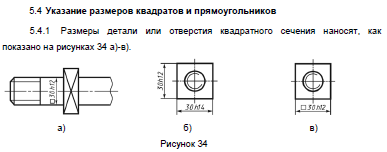 5.4 Указание размеров квадратов и прямоугольников
5.4.1 Размеры детали или отверстия квадратного сечения наносят, как
показано на рисунках 34 а)-в).
□30h12
30h12
30h14
□30h12
а)
б)
в)
Рисунок 34